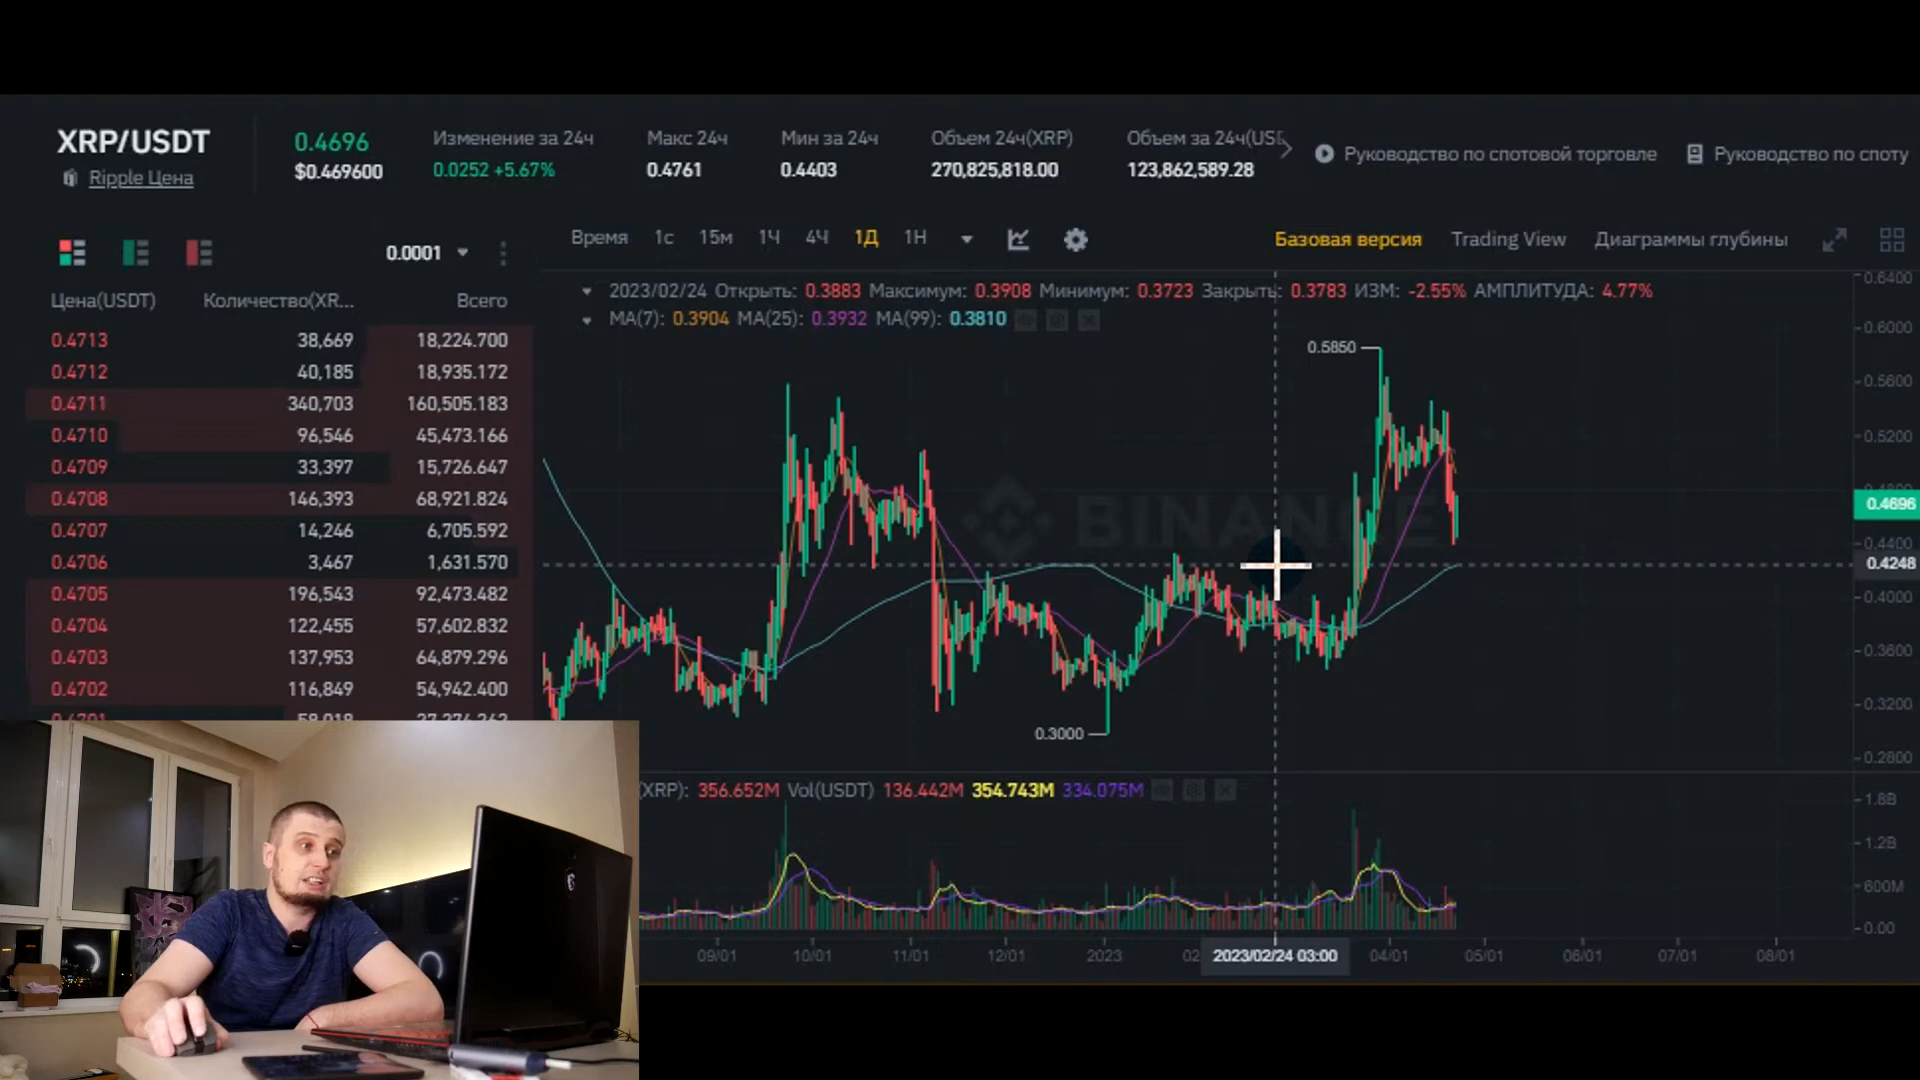 XRP/USDT
Ripple Цена
0.4696
$0.469600
Изменение за 24ч
0.0252 +5.67%
Макс 24ч
0.4761
Мин за 24ч
0.4403
Объем 24ч(XRP)
270,825,818.00
Объем за 24ч(US
123,862,589.28
Руководство по спотовой торговле
Руководство по споту
0.0001
Время 1с 15м 1Ч 4Ч 1Д 1Н
Базовая версия Trading View Диаграммы глубины
Цена(USDT) Количество(XR... Всего
0.4713 38,669 18,224.700
0.4712 40,185 18,935.172
0.4711 340,703 160,505.183
0.4710 96,546 45,473.166
0.4709 33,397 15,726.647
0.4708 146,393 68,921.824
0.4707 14,246 6,705.592
0.4706 3,467 1,631.570
0.4705 196,543 92,473.482
0.4704 122,455 57,602.832
0.4703 137,953 64,879.296
0.4702 116,849 54,942.400
2023/02/24 Открыть: 0.3883 Максимум: 0.3908 Минимум: 0.3723 Закрыть: 0.3783 ИЗМ: -2.55% АМПЛИТУДА: 4.77%
MA(7): 0.3904 MA(25): 0.3932 MA(99): 0.3810
0.5850
0.3000
BINANCE
0.6400
0.6000
0.5600
0.5200
0.4696
0.4400
0.4248
0.4000
0.3600
0.3200
0.2800
(XRP): 356.652M Vol(USDT) 136.442M 354.743M 334.075M
1.8B
1.2B
600M
0.00
09/01 10/01 11/01 12/01 2023 02 2023/02/24 03:00 04/01 05/01 06/01 07/01 08/01